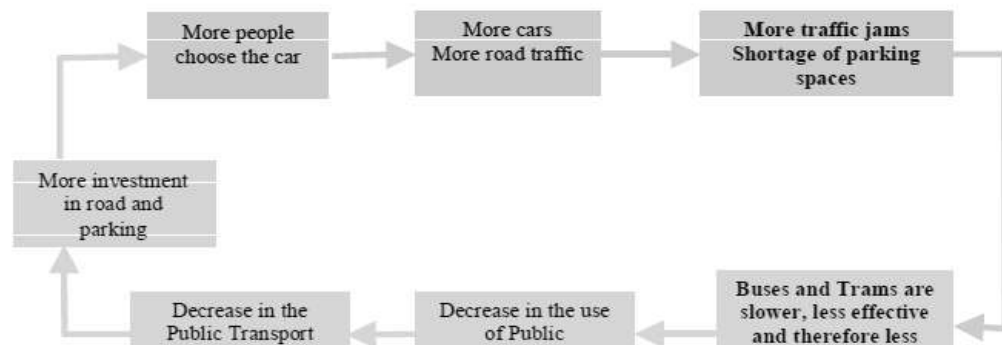 More people
choose the car
More cars
More road traffic
More traffic jams
Shortage of parking
spaces
More investment
in road and
parking
Decrease in the
Public Transport
Decrease in the use
of Public
Buses and Trams are
slower, less effective
and therefore less